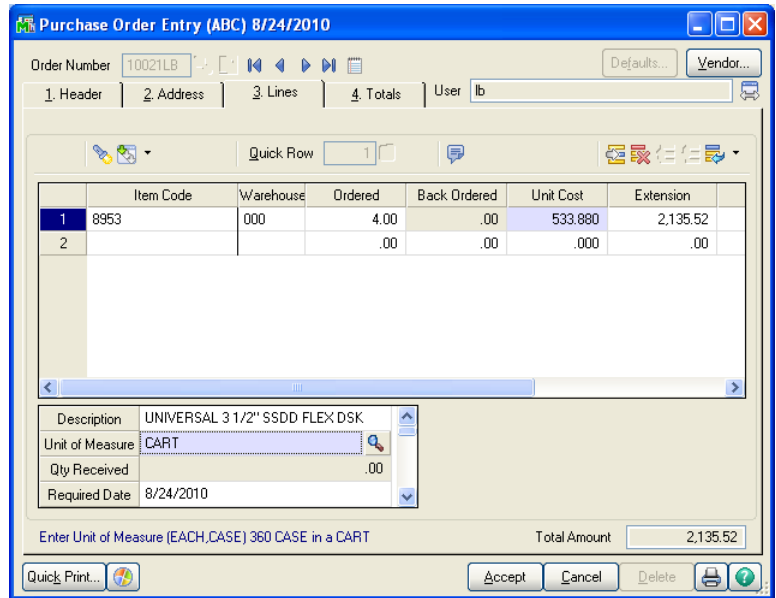 Purchase Order Entry (ABC) 8/24/2010
Order Number 10021LB Defaults... Vendor...
1. Header 2. Address 3. Lines 4. Totals User lb
Quick Row 1
Item Code Warehouse Ordered Back Ordered Unit Cost Extension
1 8953 000 4.00 .00 533.880 2,135.52
2 .00 .00 .000 .00
Description UNIVERSAL 3 1/2" SSDD FLEX DSK
Unit of Measure CART
Qty Received .00
Required Date 8/24/2010
Enter Unit of Measure (EACH,CASE) 360 CASE in a CART Total Amount 2,135.52
Quick Print... Accept Cancel Delete